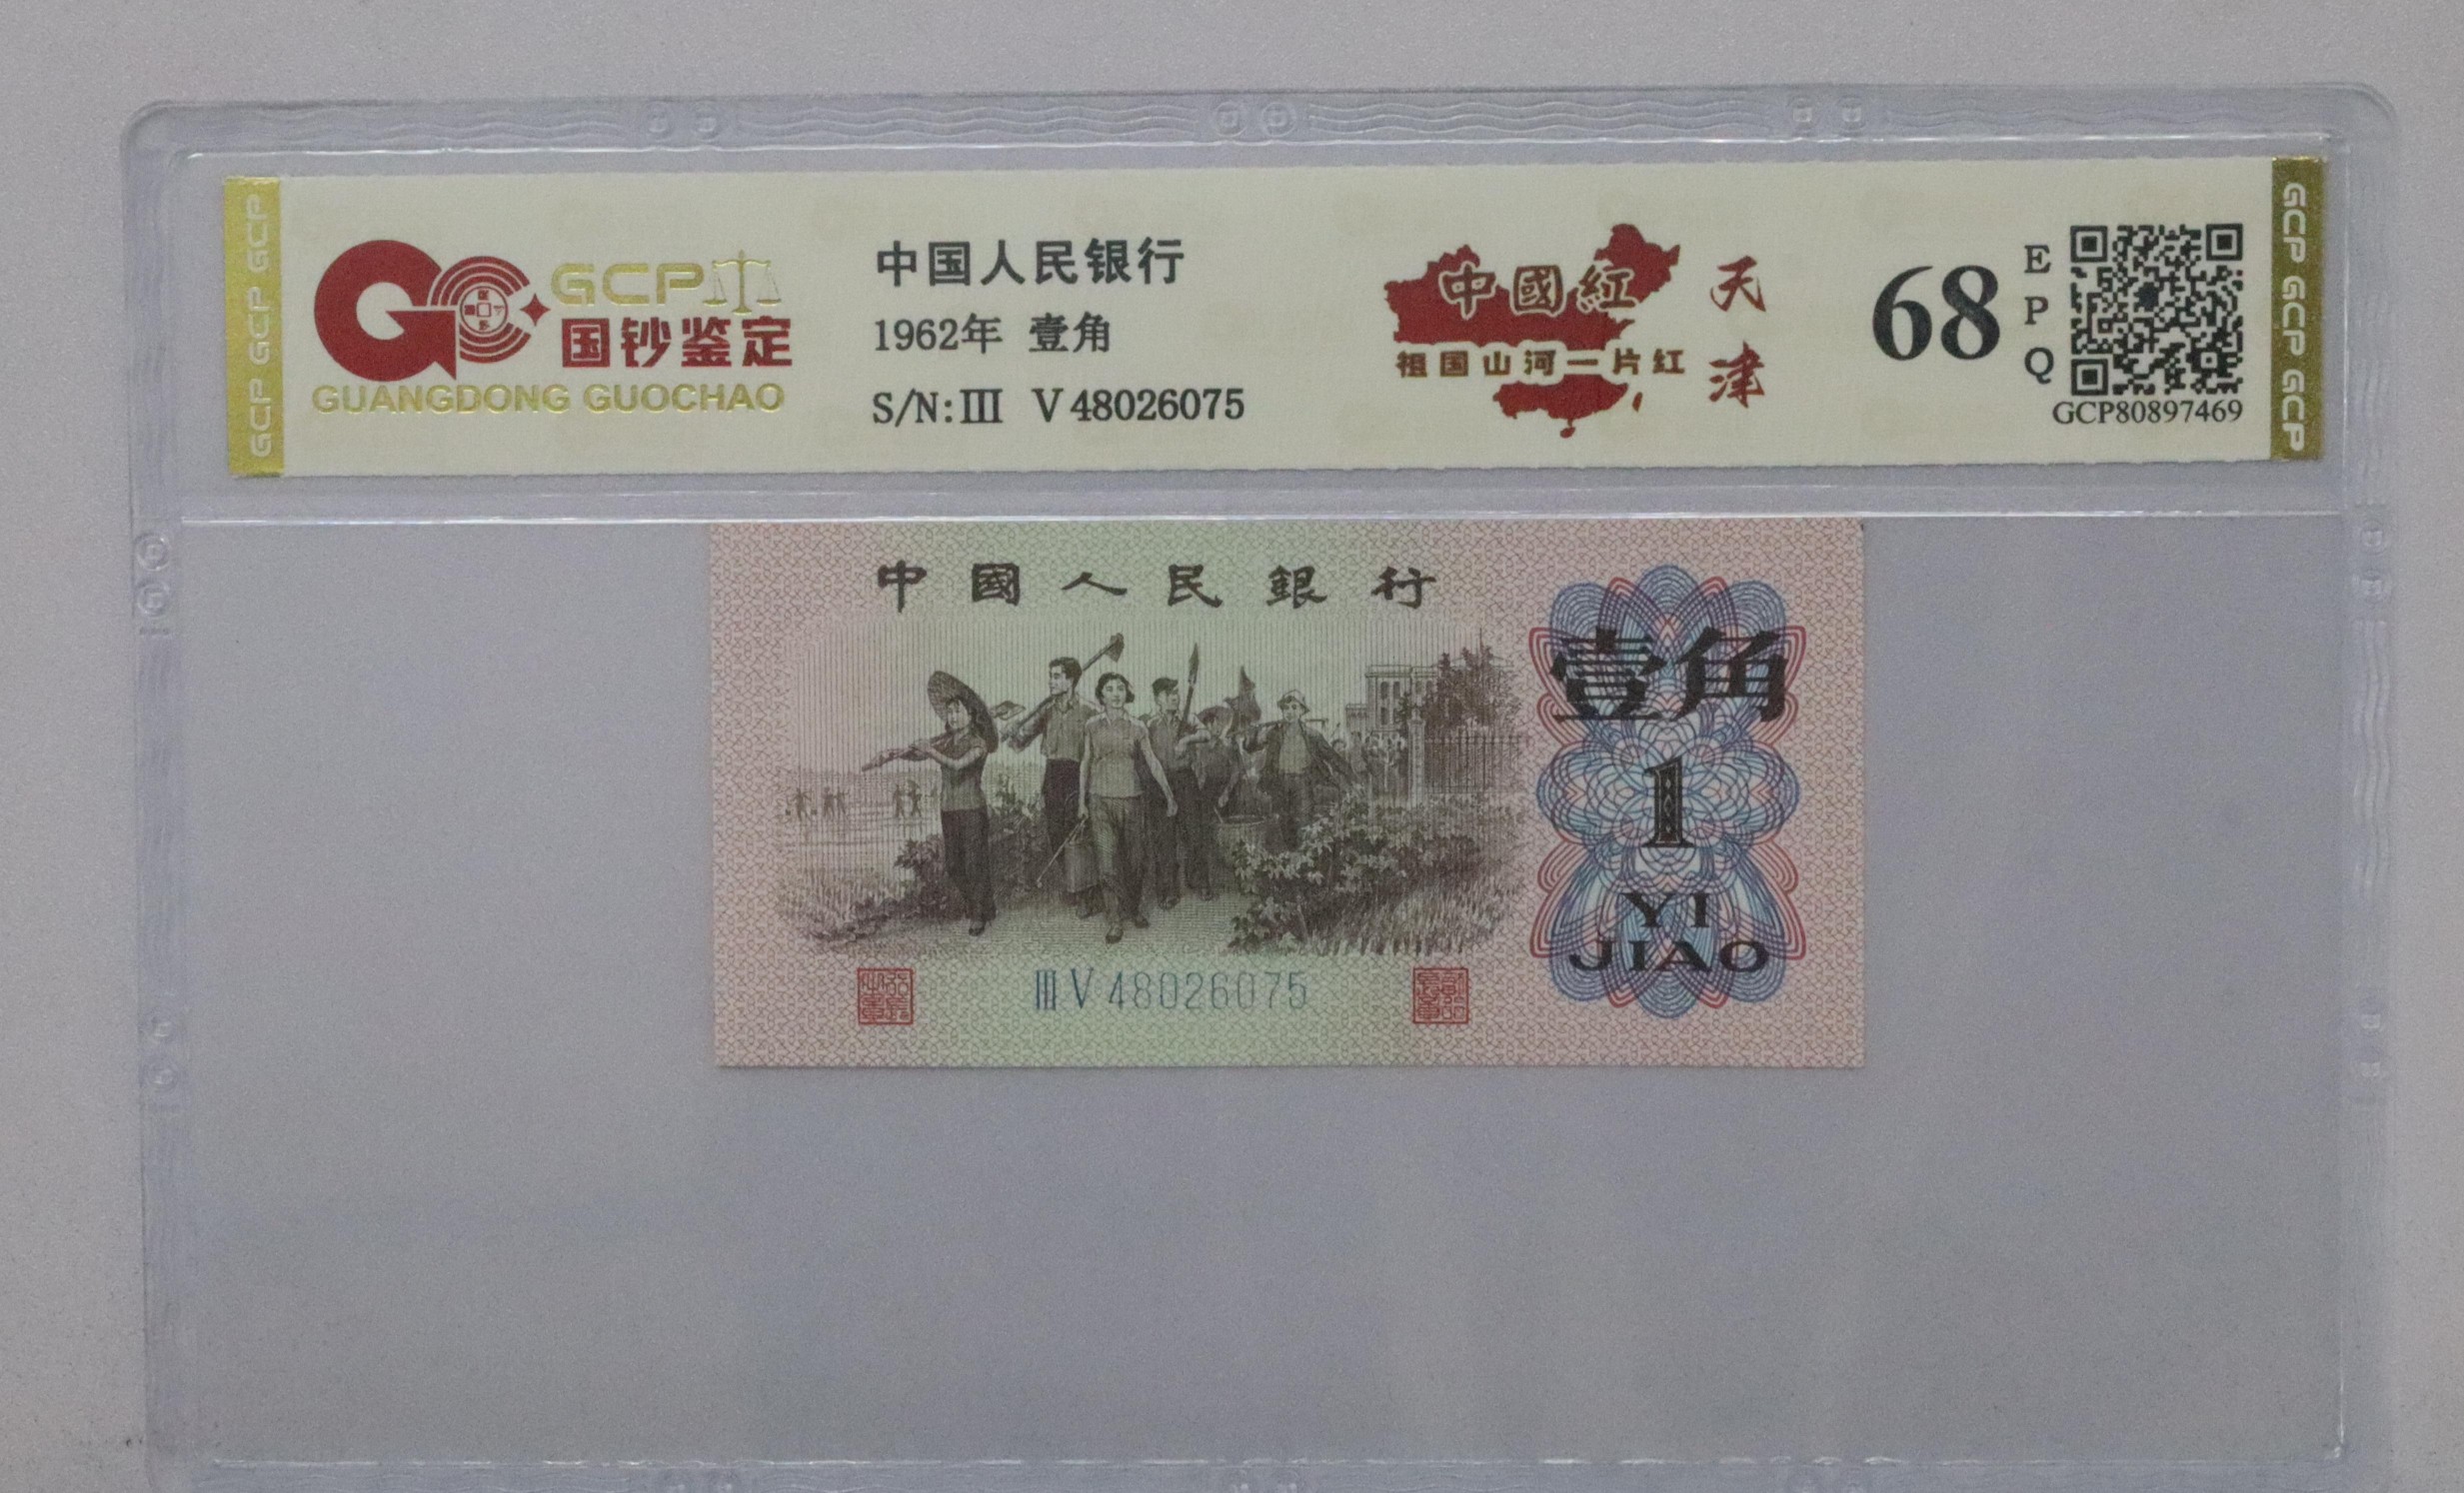 GCP GCP GCP
GCP
国钞鉴定
GUANGDONG GUOCHAO
中国人民银行
1962年 壹角
S/N:III V 48026075
中國紅
祖国山河一片红
天津
68
EPQ
GCP80897469
GCP GCP GCP
中國人民銀行
壹角
1
YI
JIAO
III V 48026075